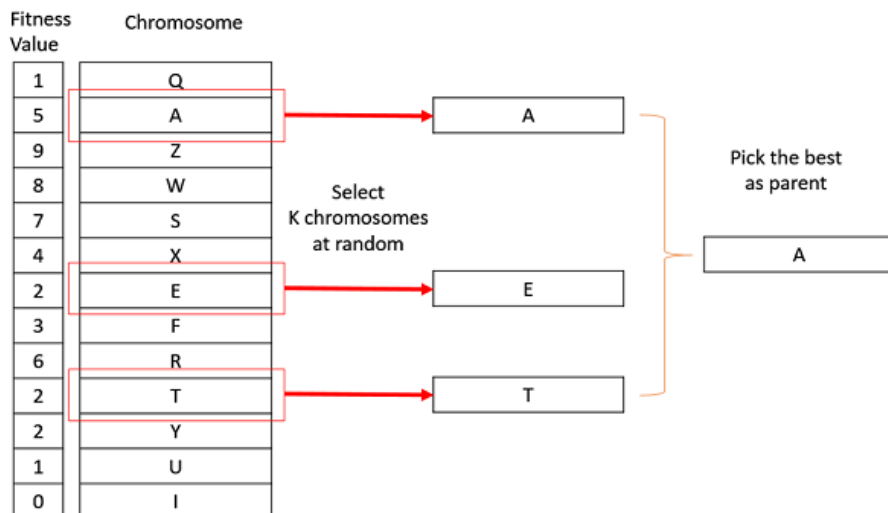 Fitness
Value
Chromosome
1 Q
5 A
9 Z
8 W
7 S
4 X
2 E
3 F
6 R
2 T
2 Y
1 U
0 I
Select
K chromosomes
at random
A
E
T
Pick the best
as parent
A